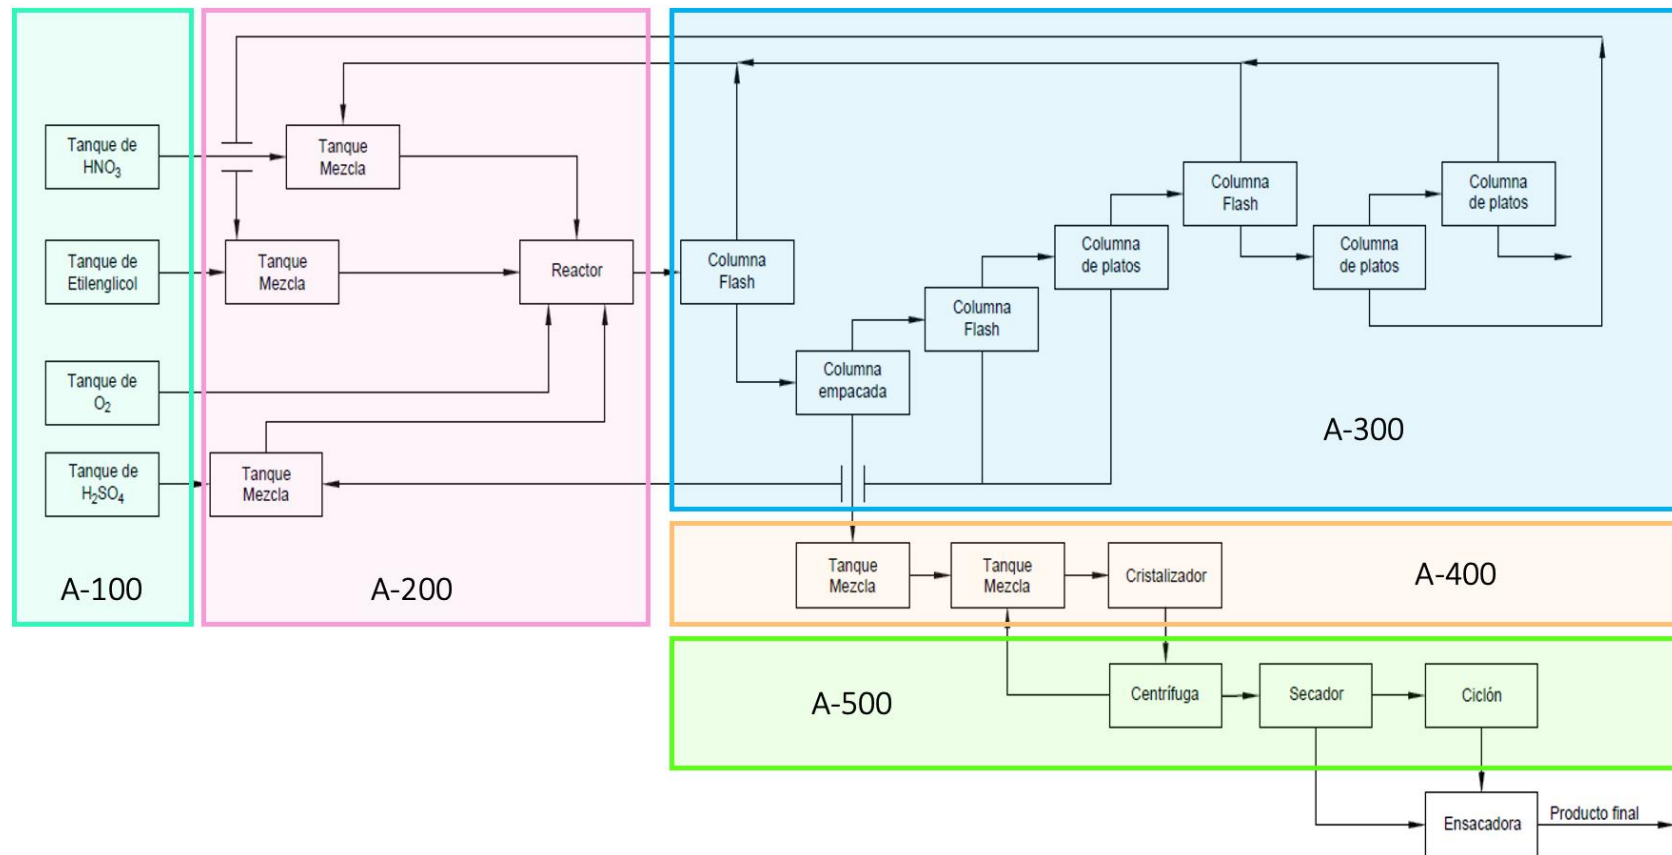 Tanque de
HNO₃
Tanque
Mezcla
Columna
Flash
Columna
de platos
Tanque de
Etilenglicol
Tanque
Mezcla
Reactor
Columna
Flash
Columna
de platos
Columna
de platos
Columna
Flash
Tanque de
O₂
Columna
empacada
A-300
Tanque de
H₂SO₄
Tanque
Mezcla
A-100
A-200
Tanque
Mezcla
Tanque
Mezcla
Cristalizador
A-400
A-500
Centrífuga
Secador
Ciclón
Ensacadora
Producto final